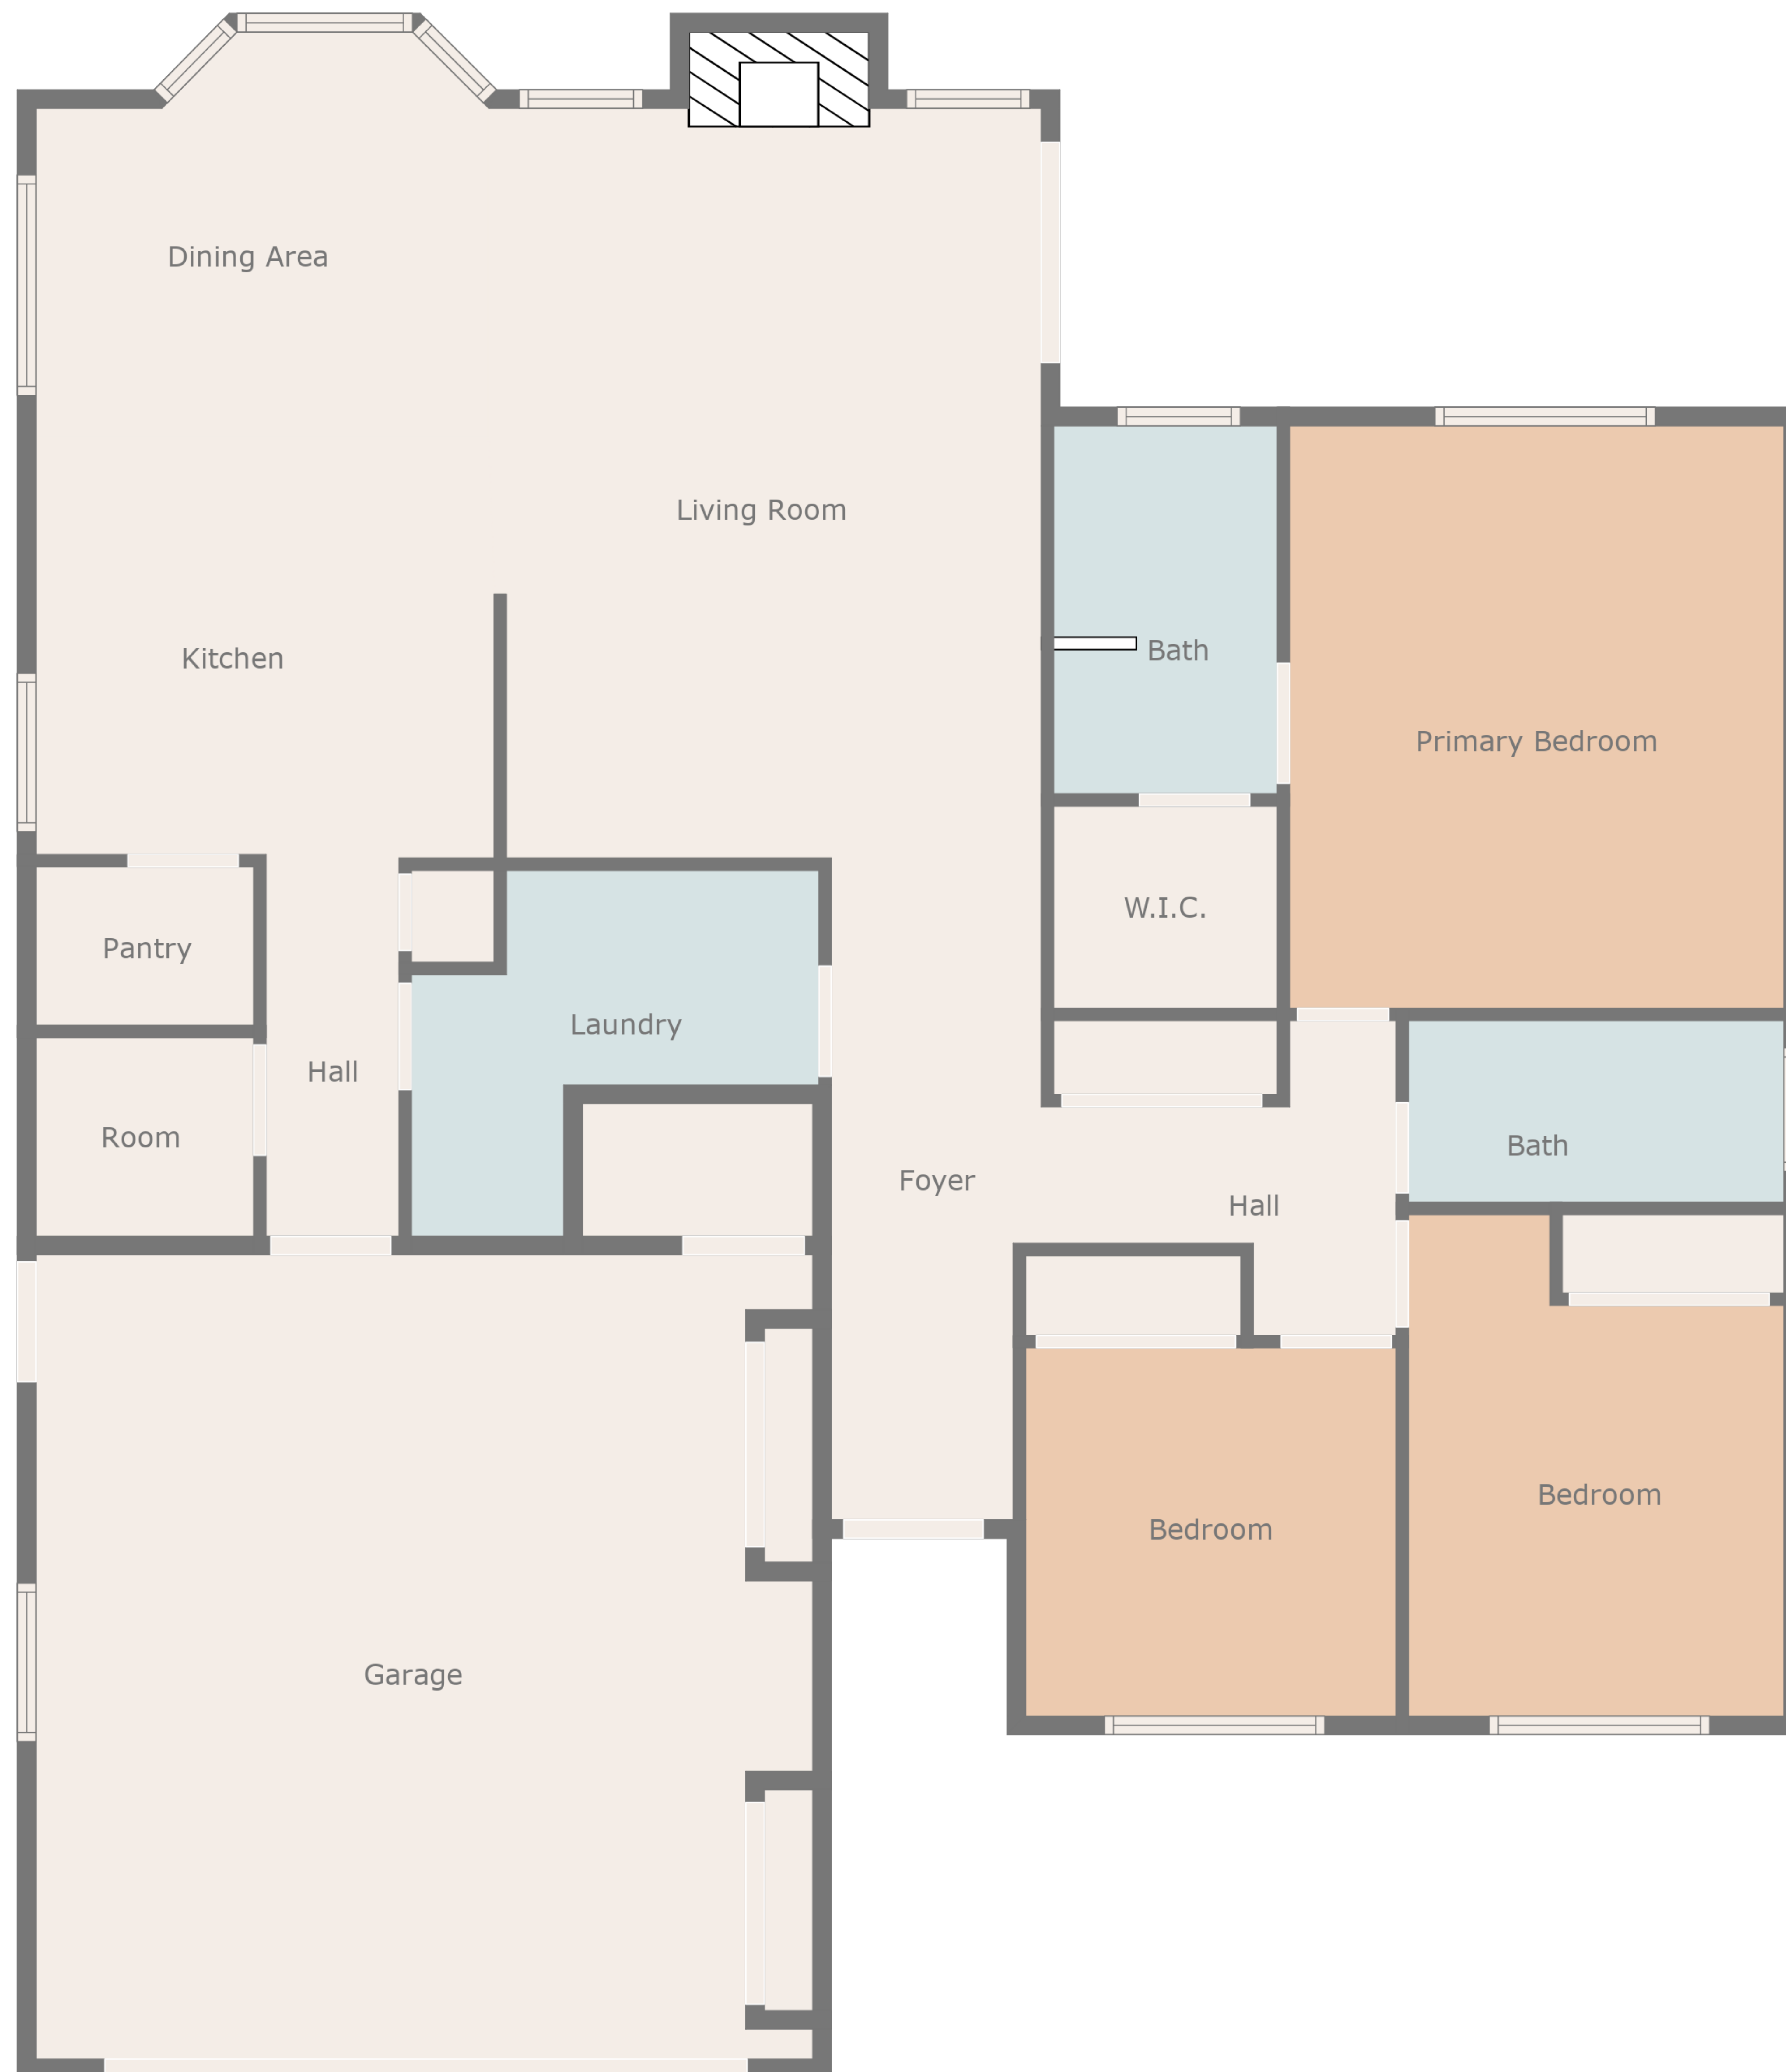 Dining Area
Living Room
Kitchen
Bath
Primary Bedroom
W.I.C.
Pantry
Laundry
Hall
Room
Bath
Foyer
Hall
Bedroom
Bedroom
Garage